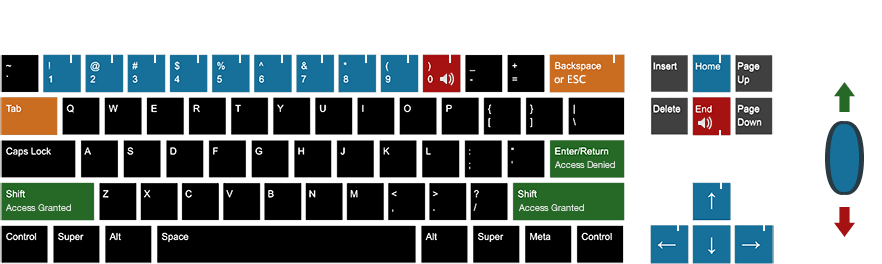 ~ ! @ # $ % ^ & * ( ) _ + Backspace Insert Home Page
` 1 2 3 4 5 6 7 8 9 0 - = or ESC Up
Tab Q W E R T Y U I O P { } | Delete End Page
[ ] \ Down
Caps Lock A S D F G H J K L : " Enter/Return
; ' Access Denied
Shift Z X C V B N M < > ? Shift
Access Granted , . / Access Granted
↑
Control Super Alt Space Alt Super Meta Control ← ↓ →